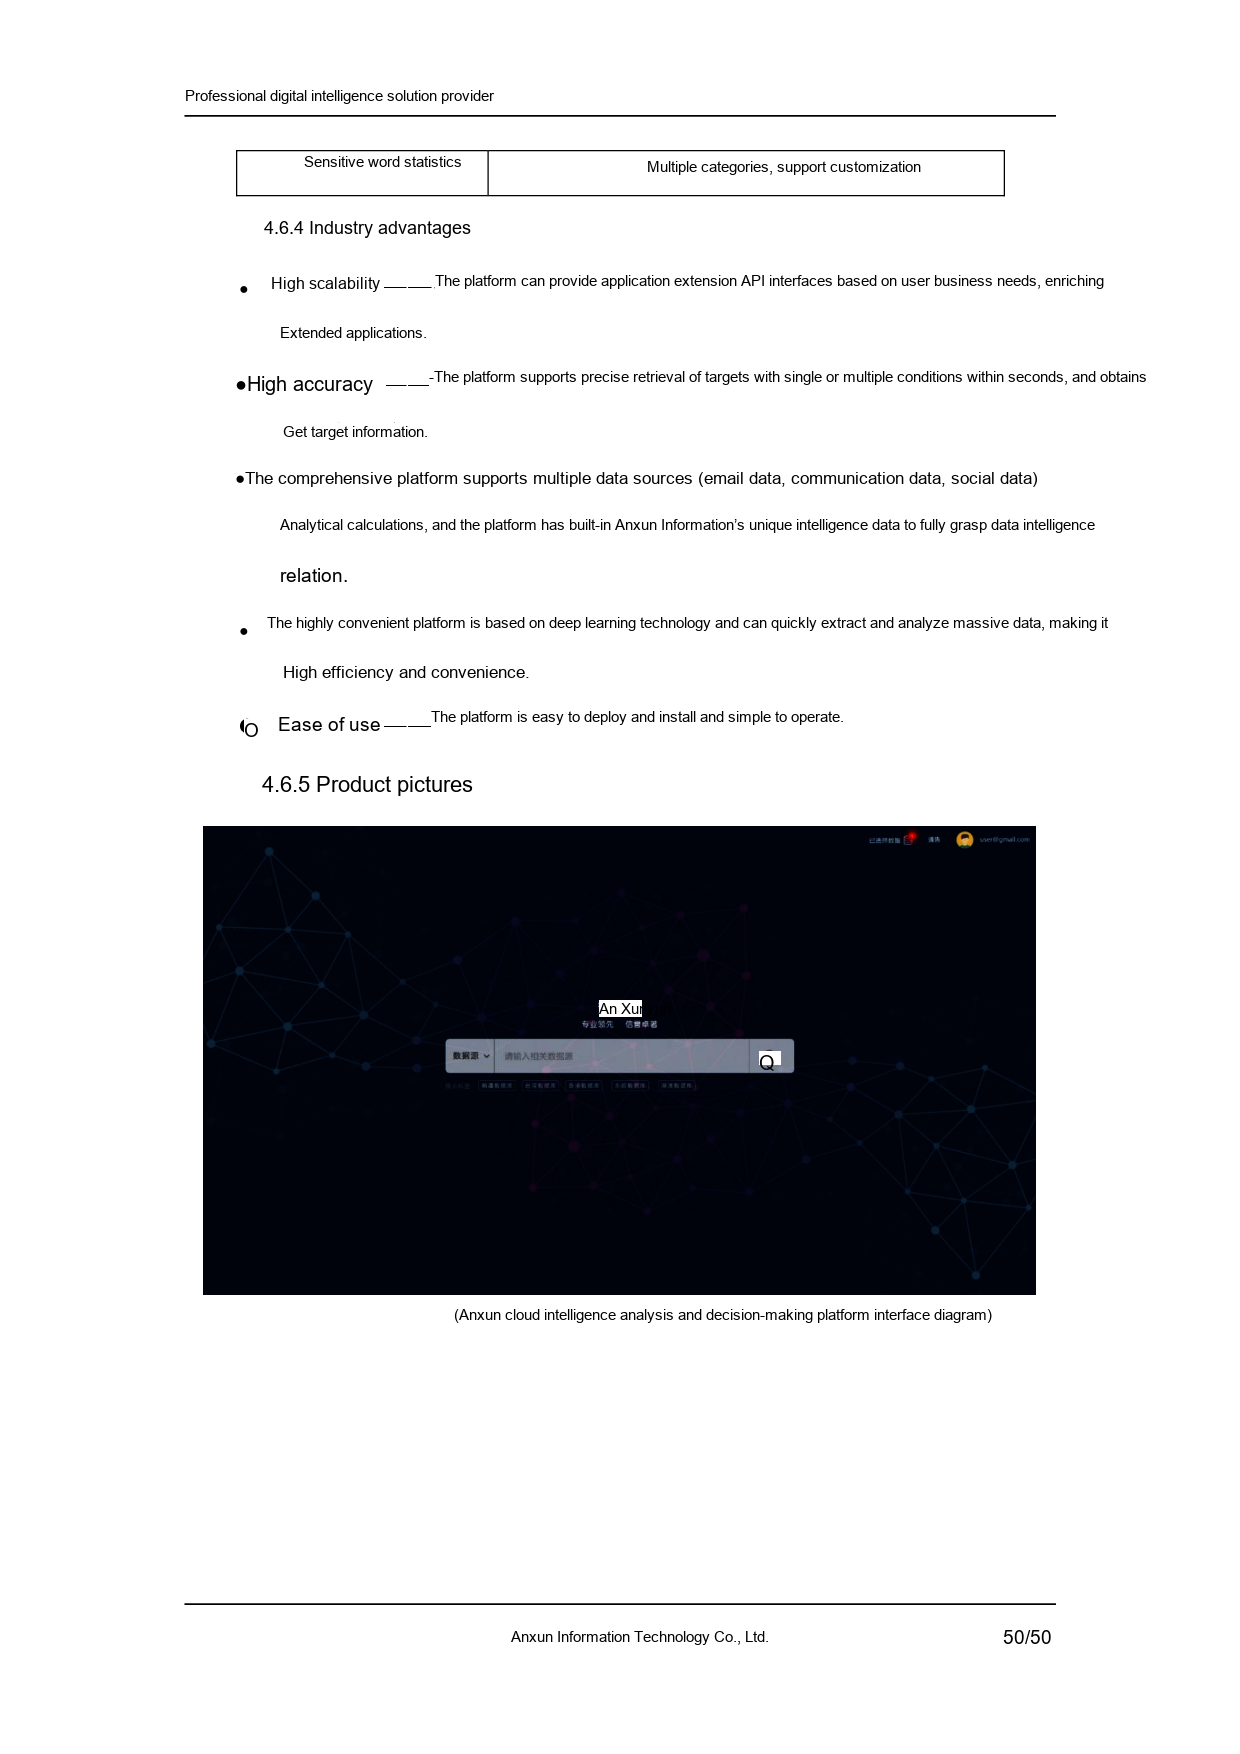 Professional digital intelligence solution provider
Sensitive word statistics
Multiple categories, support customization
4.6.4 Industry advantages
● High scalability ——The platform can provide application extension API interfaces based on user business needs, enriching
Extended applications.
●High accuracy ——-The platform supports precise retrieval of targets with single or multiple conditions within seconds, and obtains
Get target information.
●The comprehensive platform supports multiple data sources (email data, communication data, social data)
Analytical calculations, and the platform has built-in Anxun Information’s unique intelligence data to fully grasp data intelligence
relation.
● The highly convenient platform is based on deep learning technology and can quickly extract and analyze massive data, making it
High efficiency and convenience.
O Ease of use——The platform is easy to deploy and install and simple to operate.
4.6.5 Product pictures
user@gmail.com
An Xun
专业领先 信誉卓著
数据源 请输入相关数据源 Q
(Anxun cloud intelligence analysis and decision-making platform interface diagram)
Anxun Information Technology Co., Ltd.
50/50